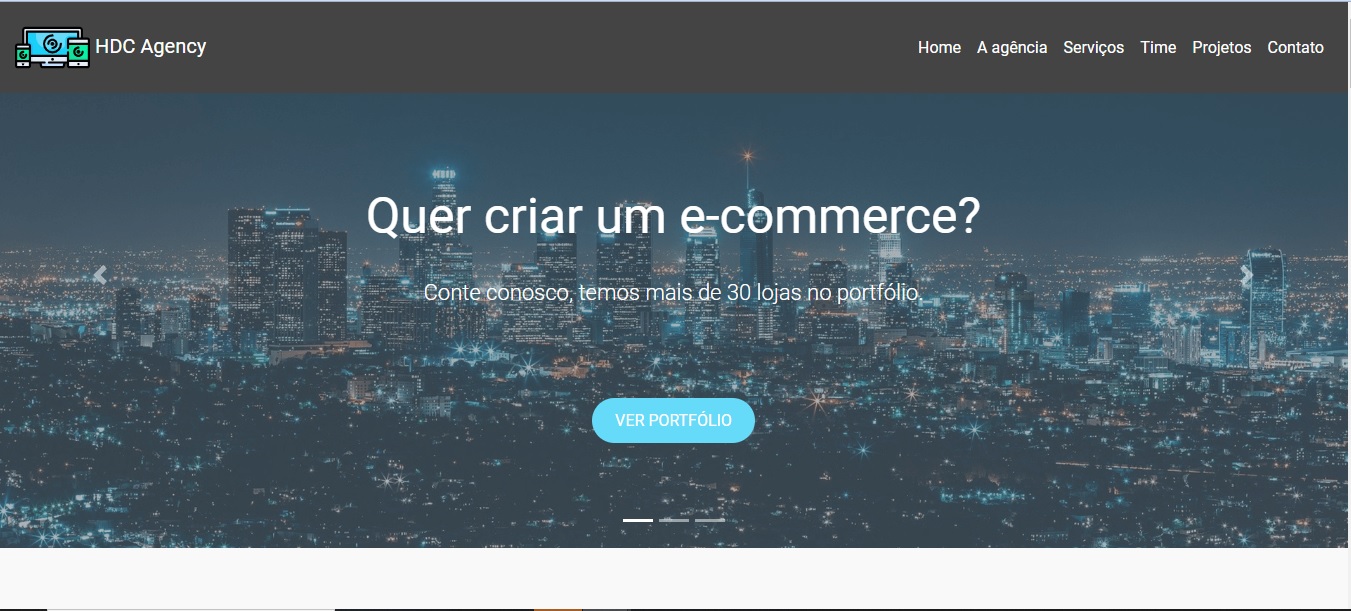 HDC Agency
Home A agência Serviços Time Projetos Contato
Quer criar um e-commerce?
Conte conosco, temos mais de 30 lojas no portfólio.
VER PORTFÓLIO